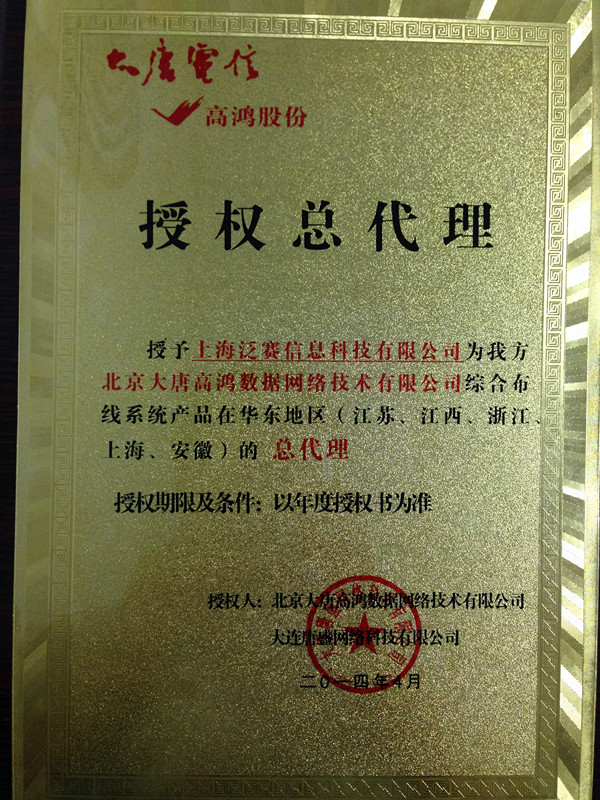 大唐电信
高鸿股份
授权总代理
授予上海泛赛信息科技有限公司为我方
北京大唐高鸿数据网络技术有限公司综合布
线系统产品在华东地区（江苏、江西、浙江、
上海、安徽）的 总代理
授权期限及条件：以年度授权书为准
授权人：北京大唐高鸿数据网络技术有限公司
大连唐盛网络科技有限公司
二〇一四年4月